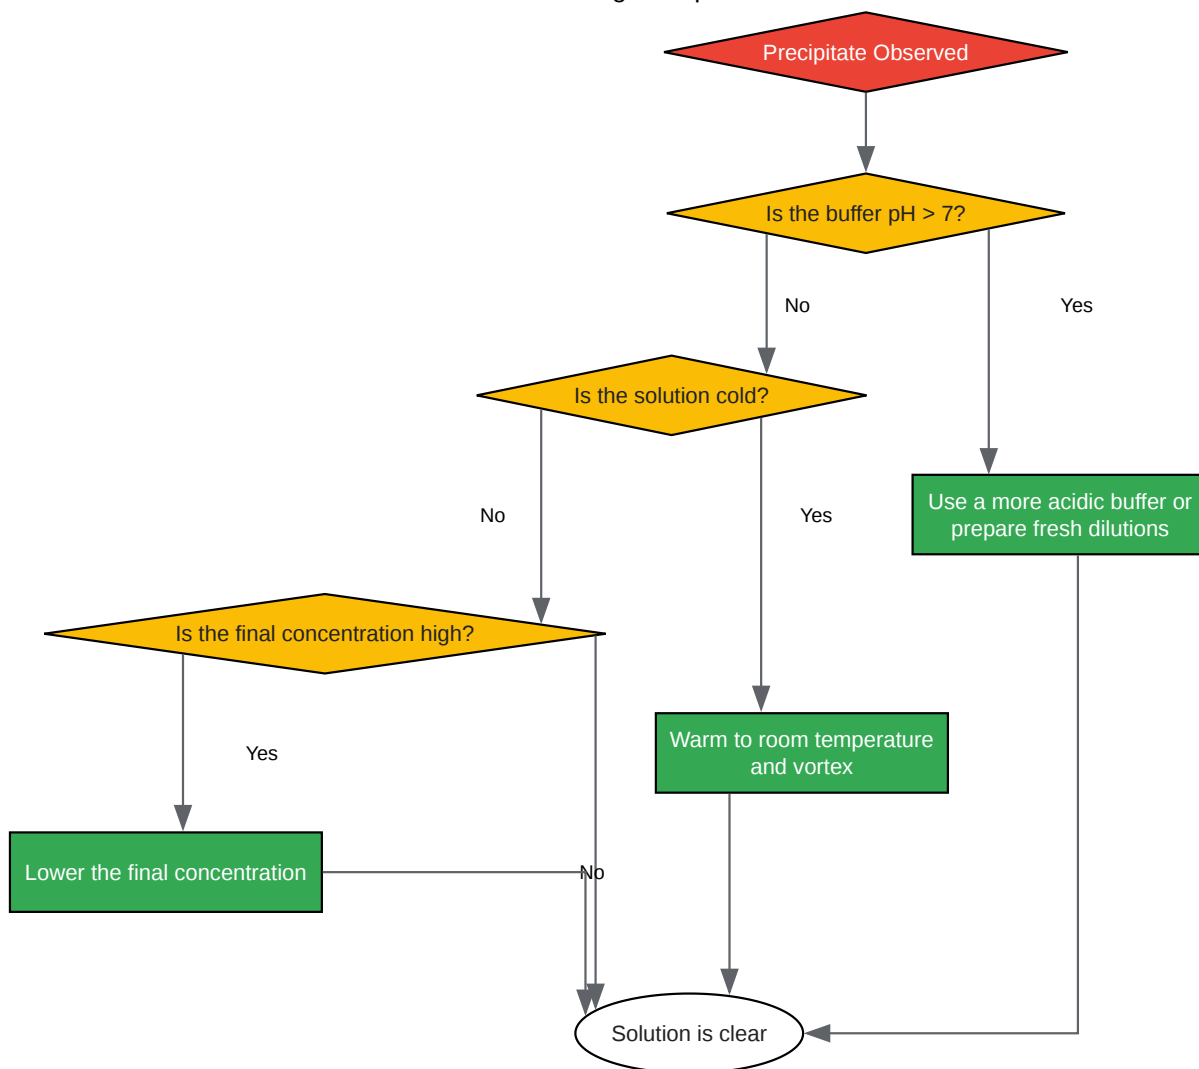 Precipitate Observed
Is the buffer pH > 7?
No
Yes
Is the solution cold?
No
Yes
Use a more acidic buffer or
prepare fresh dilutions
Is the final concentration high?
Yes
Warm to room temperature
and vortex
Lower the final concentration
No
Solution is clear